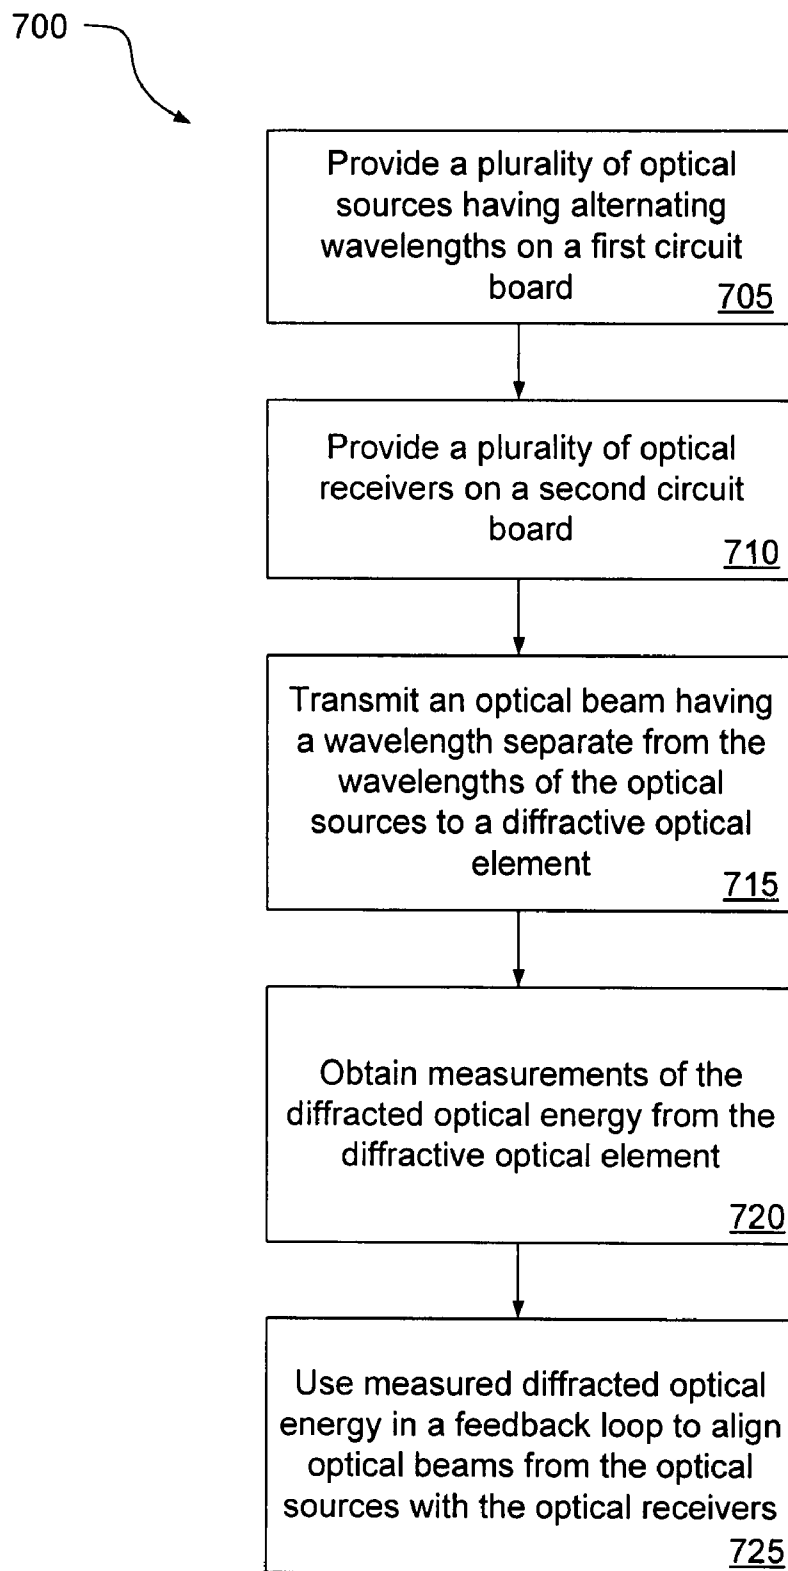 700
Provide a plurality of optical
sources having alternating
wavelengths on a first circuit
board
705
Provide a plurality of optical
receivers on a second circuit
board
710
Transmit an optical beam having
a wavelength separate from the
wavelengths of the optical
sources to a diffractive optical
element
715
Obtain measurements of the
diffracted optical energy from the
diffractive optical element
720
Use measured diffracted optical
energy in a feedback loop to align
optical beams from the optical
sources with the optical receivers
725